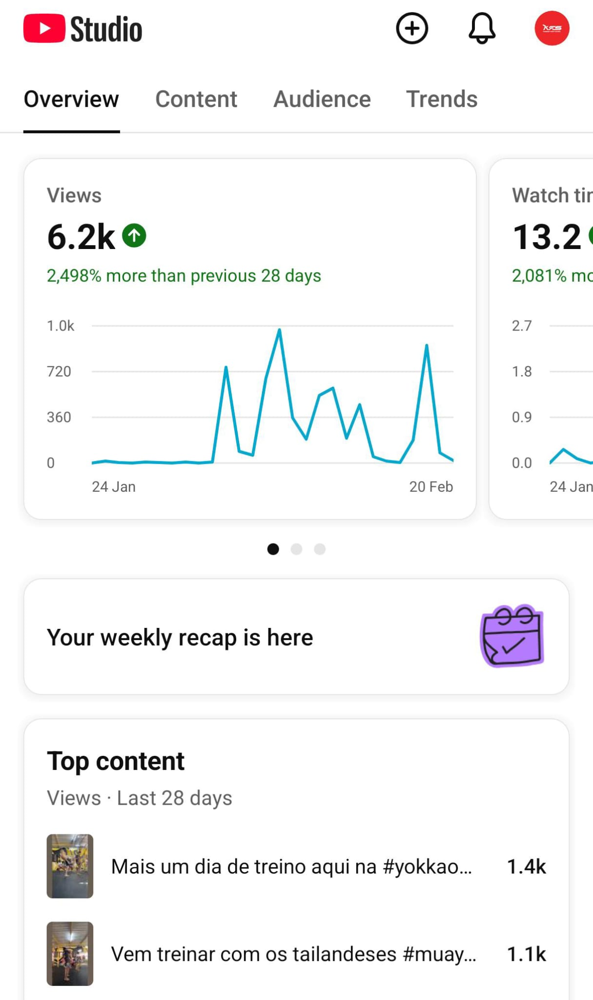 Studio
Overview Content Audience Trends
Views
6.2k
2,498% more than previous 28 days
1.0k
720
360
0
24 Jan 20 Feb
Watch tir
13.2
2,081% mo
2.7
1.8
0.9
0.0
24 Jan
Your weekly recap is here
Top content
Views · Last 28 days
Mais um dia de treino aqui na #yokkao... 1.4k
Vem treinar com os tailandeses #muay... 1.1k